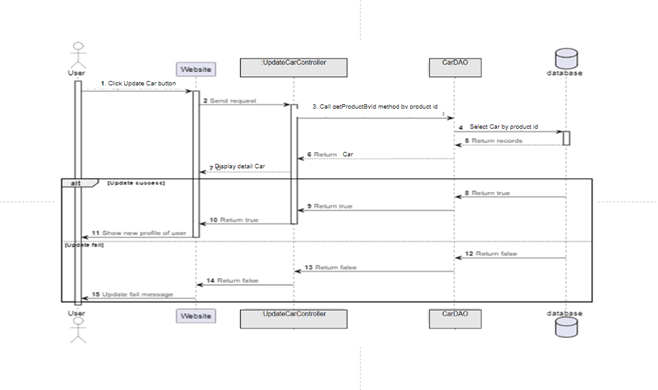 User
Website
:UpdateCarController
CarDAO
database
1. Click Update Car button
2 Send request
3. Call getProductById method by product id
4 Select Car by product id
5 Return records
6 Return Car
7 Display detail Car
alt [Update success]
8 Return true
9 Return true
10 Return true
11 Show new profile of user
[Update fail]
12 Return false
13 Return false
14 Return false
15 Update fail message
User
Website
:UpdateCarController
CarDAO
database